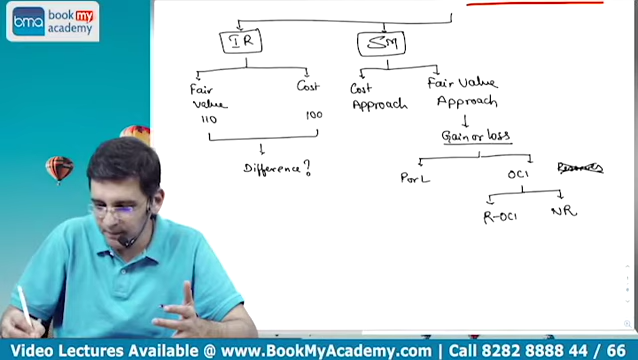 bma
book my
academy
IR
SM
Fair
Value
110
Cost
100
Difference?
Cost
Approach
Fair Value
Approach
Gain or loss
P or L
OCI
R-OCI
NR
Video Lectures Available @ www.BookMyAcademy.com | Call 8282 8888 44 / 66